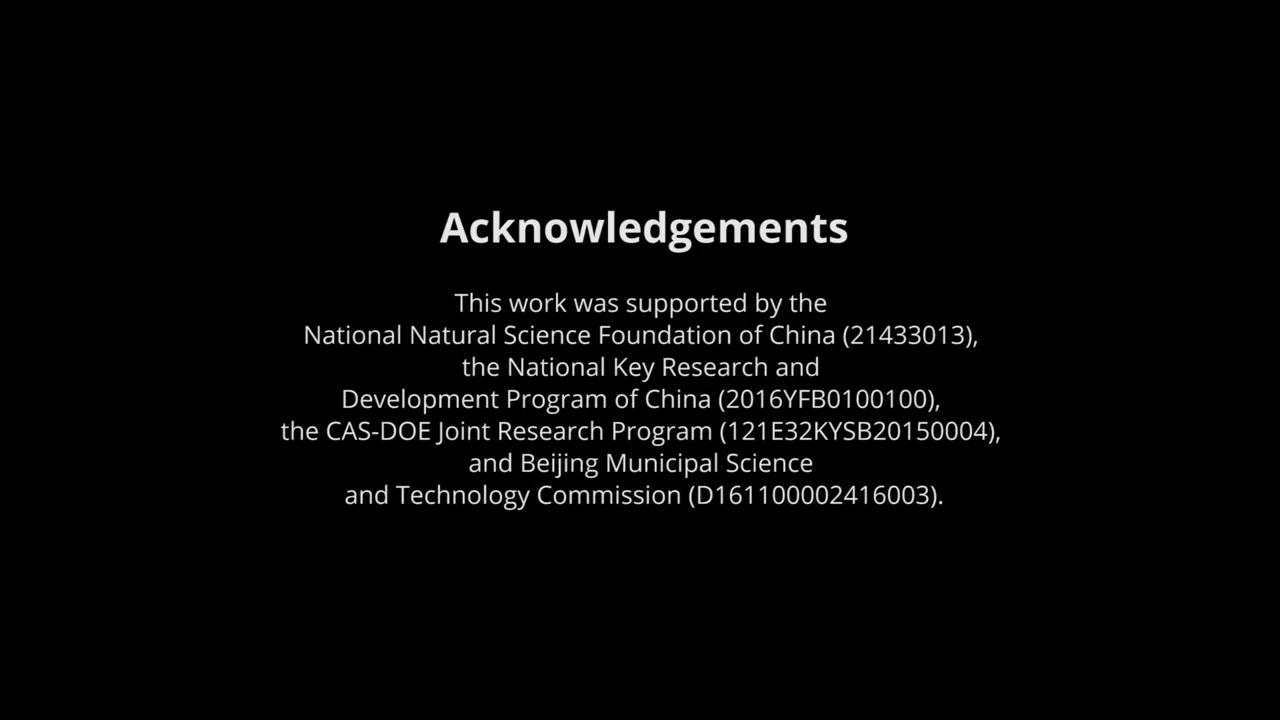 Acknowledgements
This work was supported by the
National Natural Science Foundation of China (21433013),
the National Key Research and
Development Program of China (2016YFB0100100),
the CAS-DOE Joint Research Program (121E32KYSB20150004),
and Beijing Municipal Science
and Technology Commission (D161100002416003).